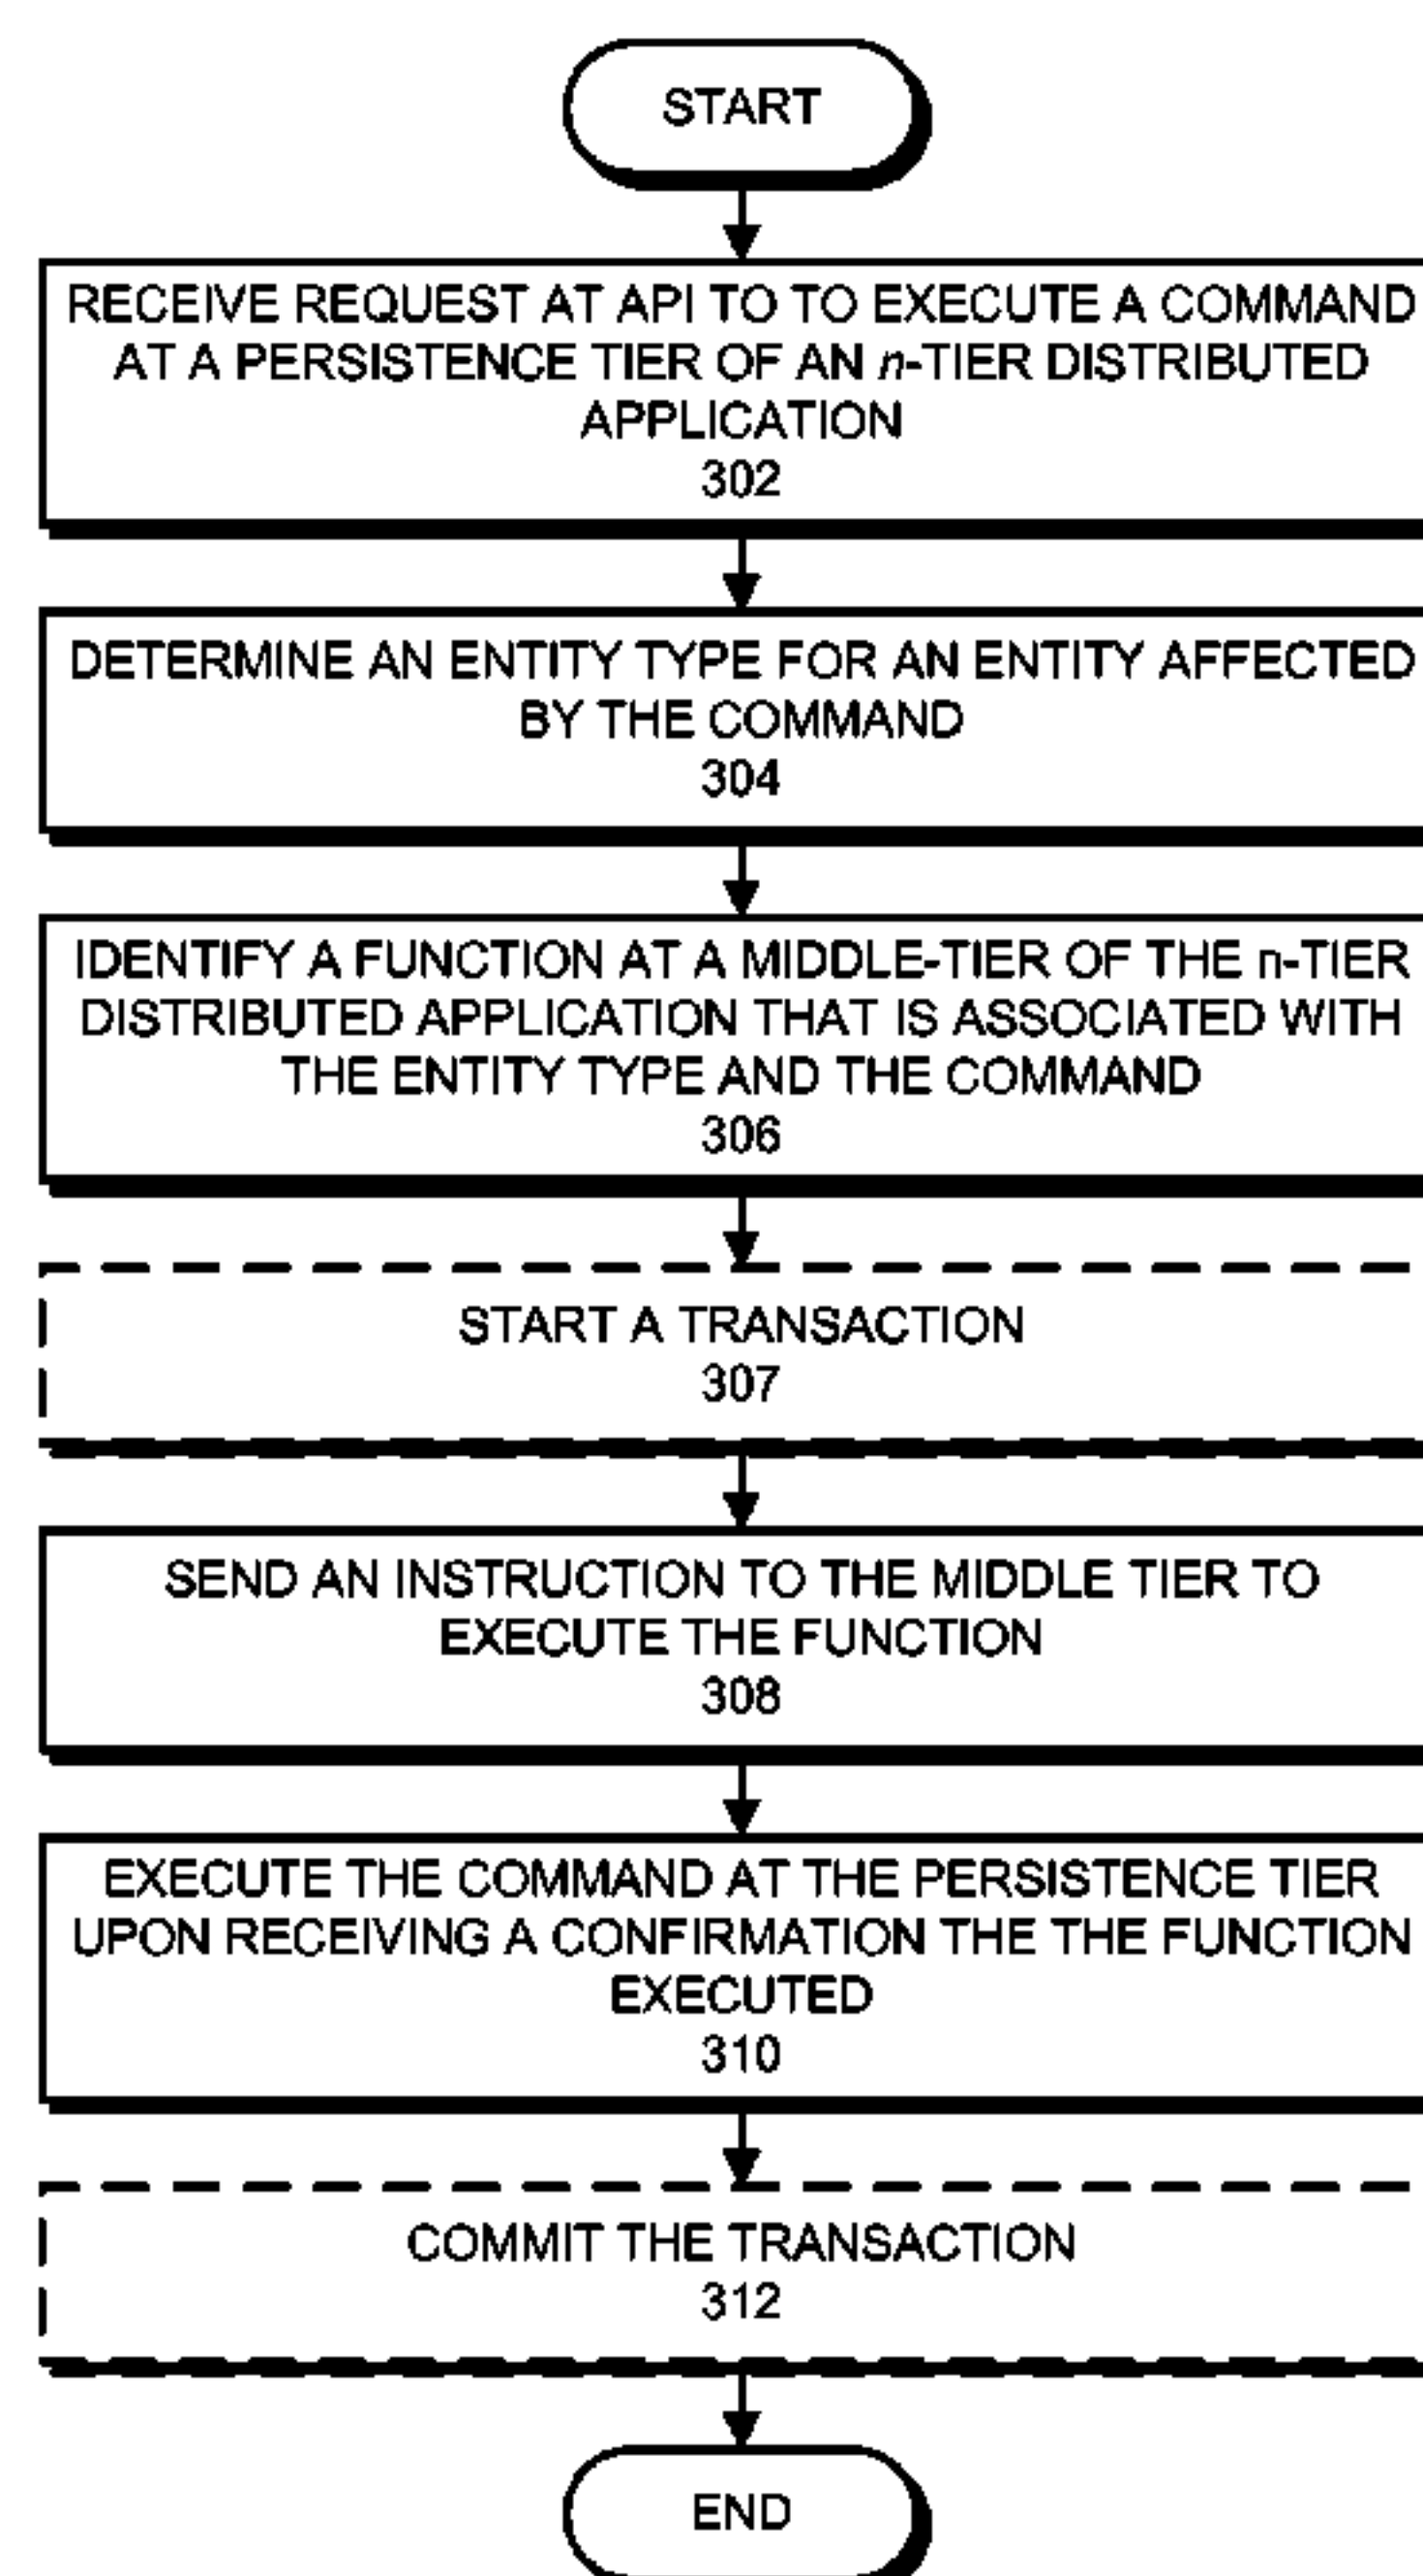 START
RECEIVE REQUEST AT API TO TO EXECUTE A COMMAND
AT A PERSISTENCE TIER OF AN n-TIER DISTRIBUTED
APPLICATION
302
DETERMINE AN ENTITY TYPE FOR AN ENTITY AFFECTED
BY THE COMMAND
304
IDENTIFY A FUNCTION AT A MIDDLE-TIER OF THE n-TIER
DISTRIBUTED APPLICATION THAT IS ASSOCIATED WITH
THE ENTITY TYPE AND THE COMMAND
306
START A TRANSACTION
307
SEND AN INSTRUCTION TO THE MIDDLE TIER TO
EXECUTE THE FUNCTION
308
EXECUTE THE COMMAND AT THE PERSISTENCE TIER
UPON RECEIVING A CONFIRMATION THE THE FUNCTION
EXECUTED
310
COMMIT THE TRANSACTION
312
END